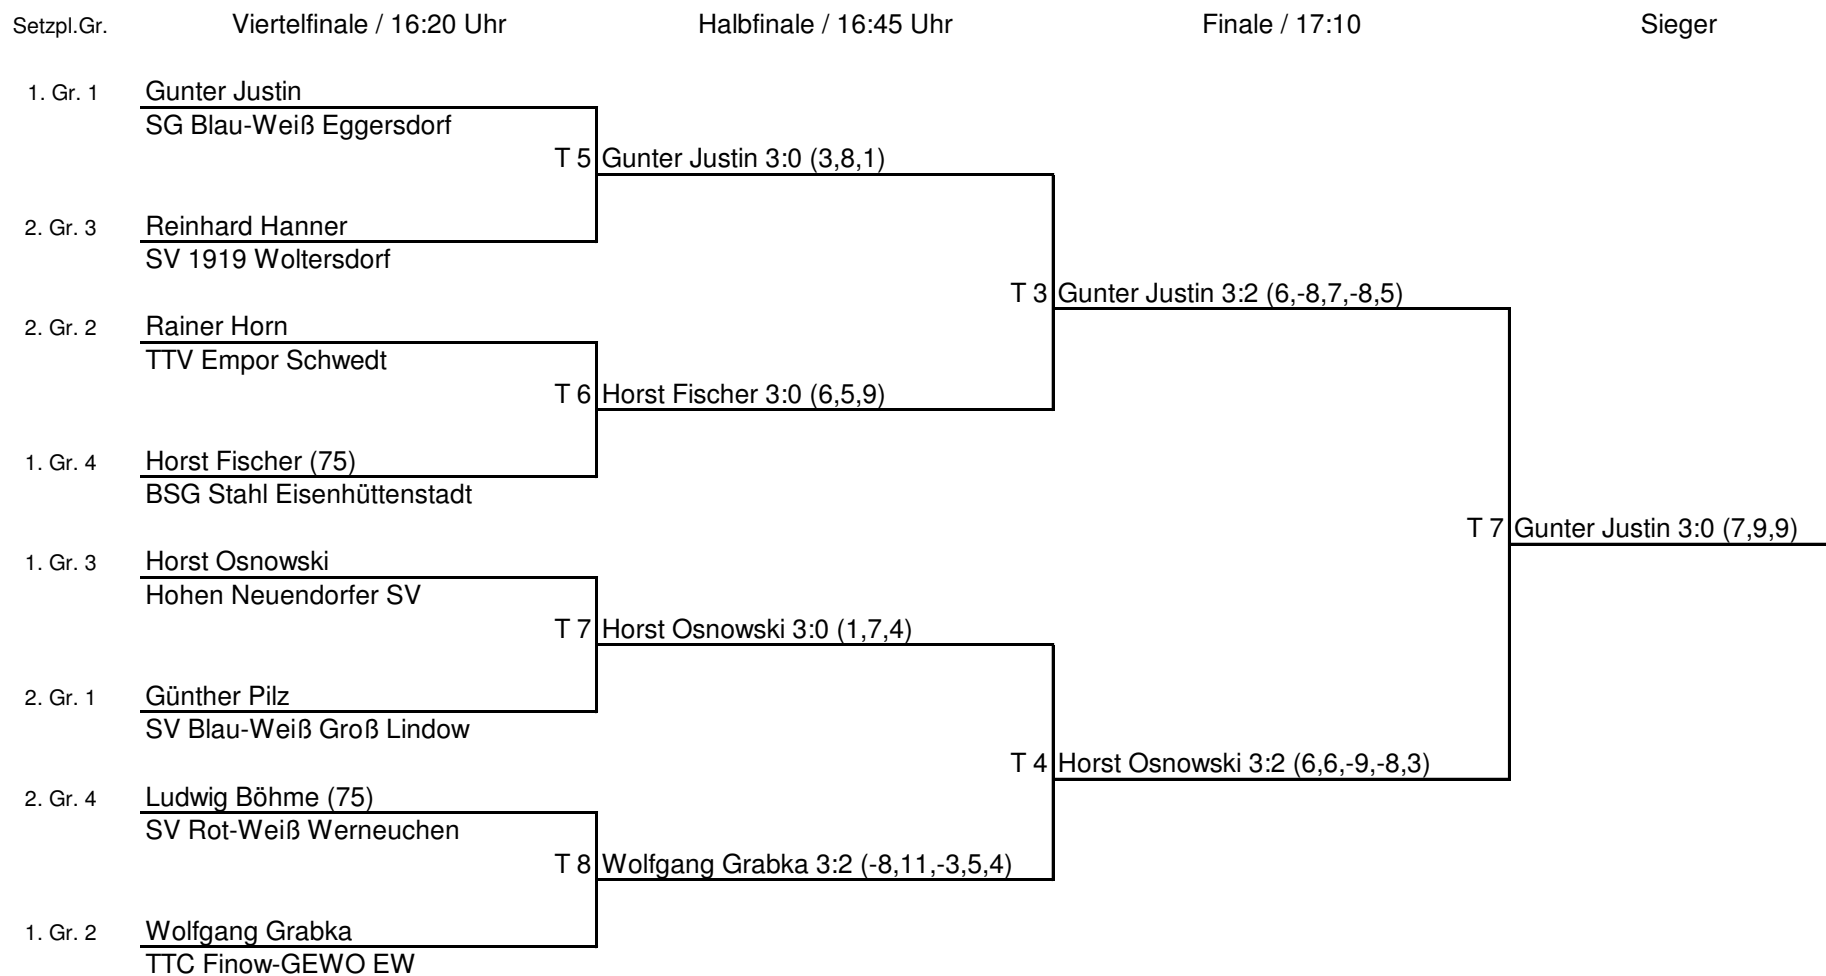 Setzpl.Gr. Viertelfinale / 16:20 Uhr Halbfinale / 16:45 Uhr Finale / 17:10 Sieger
1. Gr. 1 Gunter Justin
SG Blau-Weiß Eggersdorf
T 5 Gunter Justin 3:0 (3,8,1)
2. Gr. 3 Reinhard Hanner
SV 1919 Woltersdorf
T 3 Gunter Justin 3:2 (6,-8,7,-8,5)
2. Gr. 2 Rainer Horn
TTV Empor Schwedt
T 6 Horst Fischer 3:0 (6,5,9)
1. Gr. 4 Horst Fischer (75)
BSG Stahl Eisenhüttenstadt
T 7 Gunter Justin 3:0 (7,9,9)
1. Gr. 3 Horst Osnowski
Hohen Neuendorfer SV
T 7 Horst Osnowski 3:0 (1,7,4)
2. Gr. 1 Günther Pilz
SV Blau-Weiß Groß Lindow
T 4 Horst Osnowski 3:2 (6,6,-9,-8,3)
2. Gr. 4 Ludwig Böhme (75)
SV Rot-Weiß Werneuchen
T 8 Wolfgang Grabka 3:2 (-8,11,-3,5,4)
1. Gr. 2 Wolfgang Grabka
TTC Finow-GEWO EW